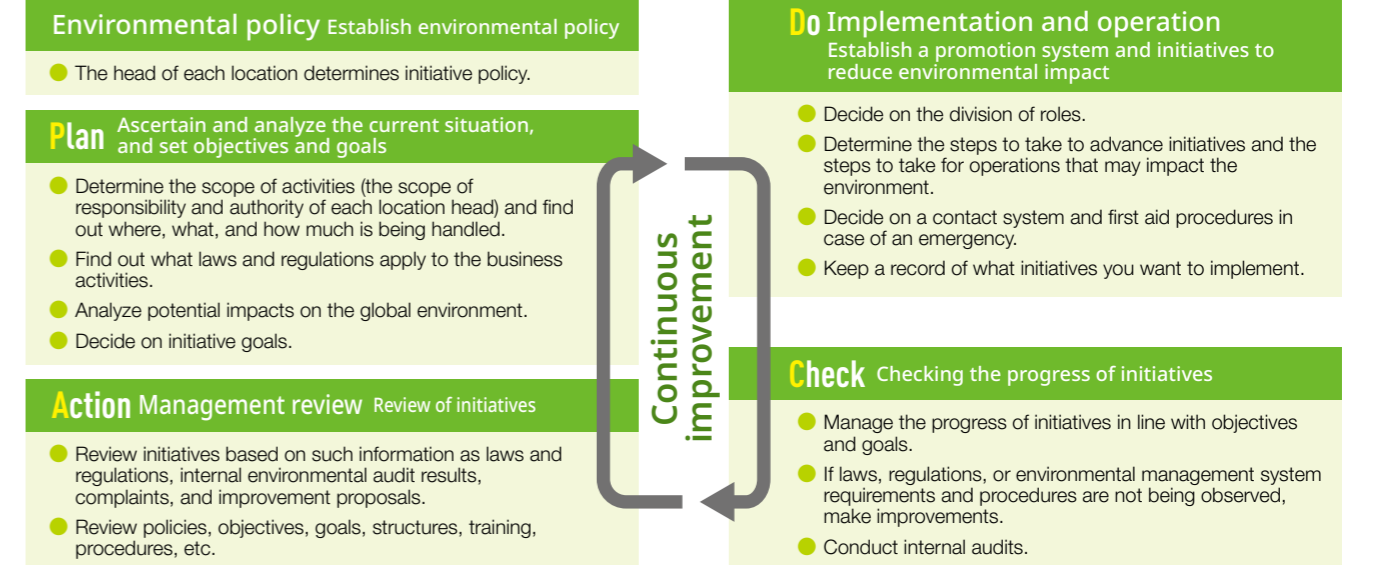 Environmental policy Establish environmental policy
The head of each location determines initiative policy.
Plan Ascertain and analyze the current situation,
and set objectives and goals
Determine the scope of activities (the scope of
responsibility and authority of each location head) and find
out where, what, and how much is being handled.
Find out what laws and regulations apply to the business
activities.
Analyze potential impacts on the global environment.
Decide on initiative goals.
Action Management review Review of initiatives
Review initiatives based on such information as laws and
regulations, internal environmental audit results,
complaints, and improvement proposals.
Review policies, objectives, goals, structures, training,
procedures, etc.
Continuous
improvement
Do Implementation and operation
Establish a promotion system and initiatives to
reduce environmental impact
Decide on the division of roles.
Determine the steps to take to advance initiatives and the
steps to take for operations that may impact the
environment.
Decide on a contact system and first aid procedures in
case of an emergency.
Keep a record of what initiatives you want to implement.
Check Checking the progress of initiatives
Manage the progress of initiatives in line with objectives
and goals.
If laws, regulations, or environmental management system
requirements and procedures are not being observed,
make improvements.
Conduct internal audits.